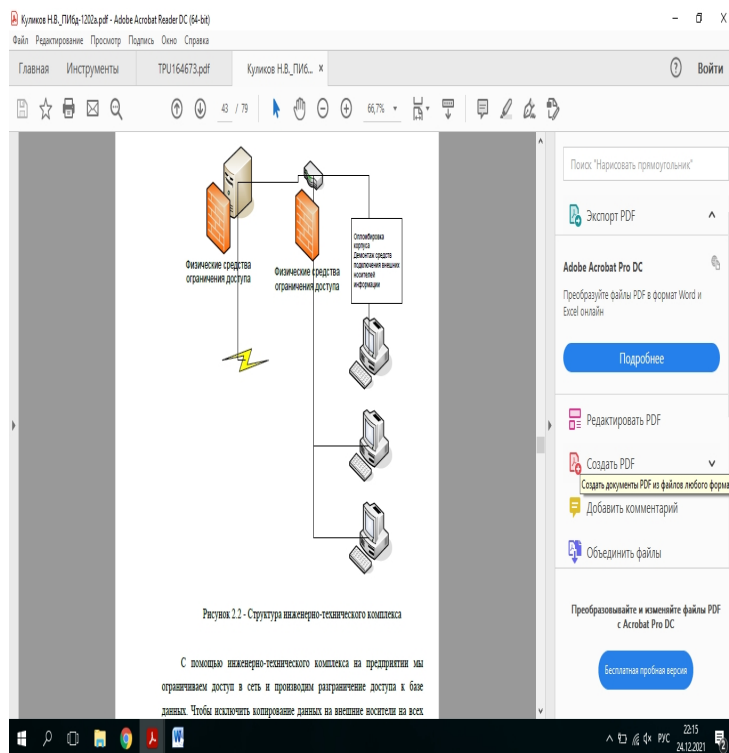 Куликов Н.В._ПИбд-1202a.pdf - Adobe Acrobat Reader DC (64-bit)
Файл Редактирование Просмотр Подпись Окно Справка
Главная Инструменты TPU164673.pdf Куликов Н.В._ПИб... × Войти
43 / 79 66,7%
Физические средства
ограничения доступа
Физические средства
ограничения доступа
Опломбировка
корпуса
Демонтаж средств
подключения внешних
носителей
информации
Рисунок 2.2 - Структура инженерно-технического комплекса
С помощью инженерно-технического комплекса на предприятии мы
ограничиваем доступ в сеть и производим разграничение доступа к базе
данных. Чтобы исключить копирование данных на внешние носители на всех
Поиск "Нарисовать прямоугольник"
Экспорт PDF
Adobe Acrobat Pro DC
Преобразуйте файлы PDF в формат Word и
Excel онлайн
Подробнее
Редактировать PDF
Создать PDF
Создать документы PDF из файлов любого форма
Добавить комментарий
Объединить файлы
Преобразовывайте и изменяйте файлы PDF
с Acrobat Pro DC
Бесплатная пробная версия
РУС
22:15
24.12.2021
2